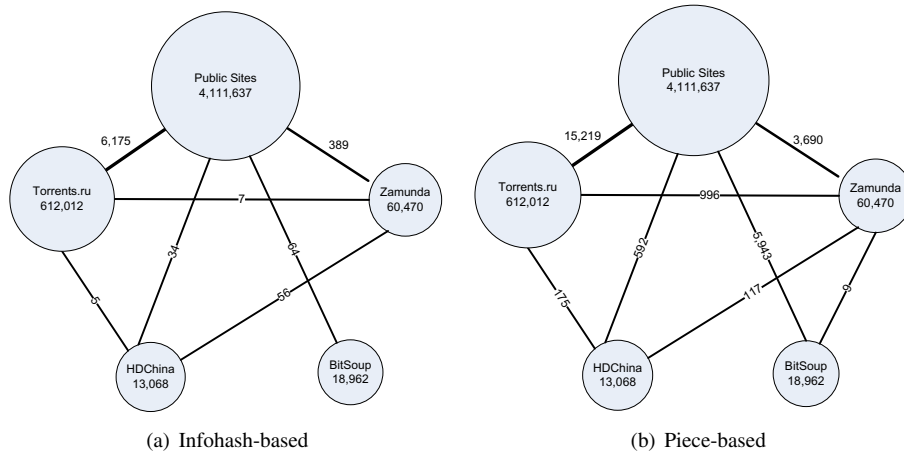 Public Sites
4,111,637
6,175
389
Torrents.ru
612,012
Zamunda
60,470
7
34
64
5
56
HDChina
13,068
BitSoup
18,962
(a) Infohash-based
Public Sites
4,111,637
15,219
3,690
Torrents.ru
612,012
Zamunda
60,470
996
592
5,943
175
117
9
HDChina
13,068
BitSoup
18,962
(b) Piece-based